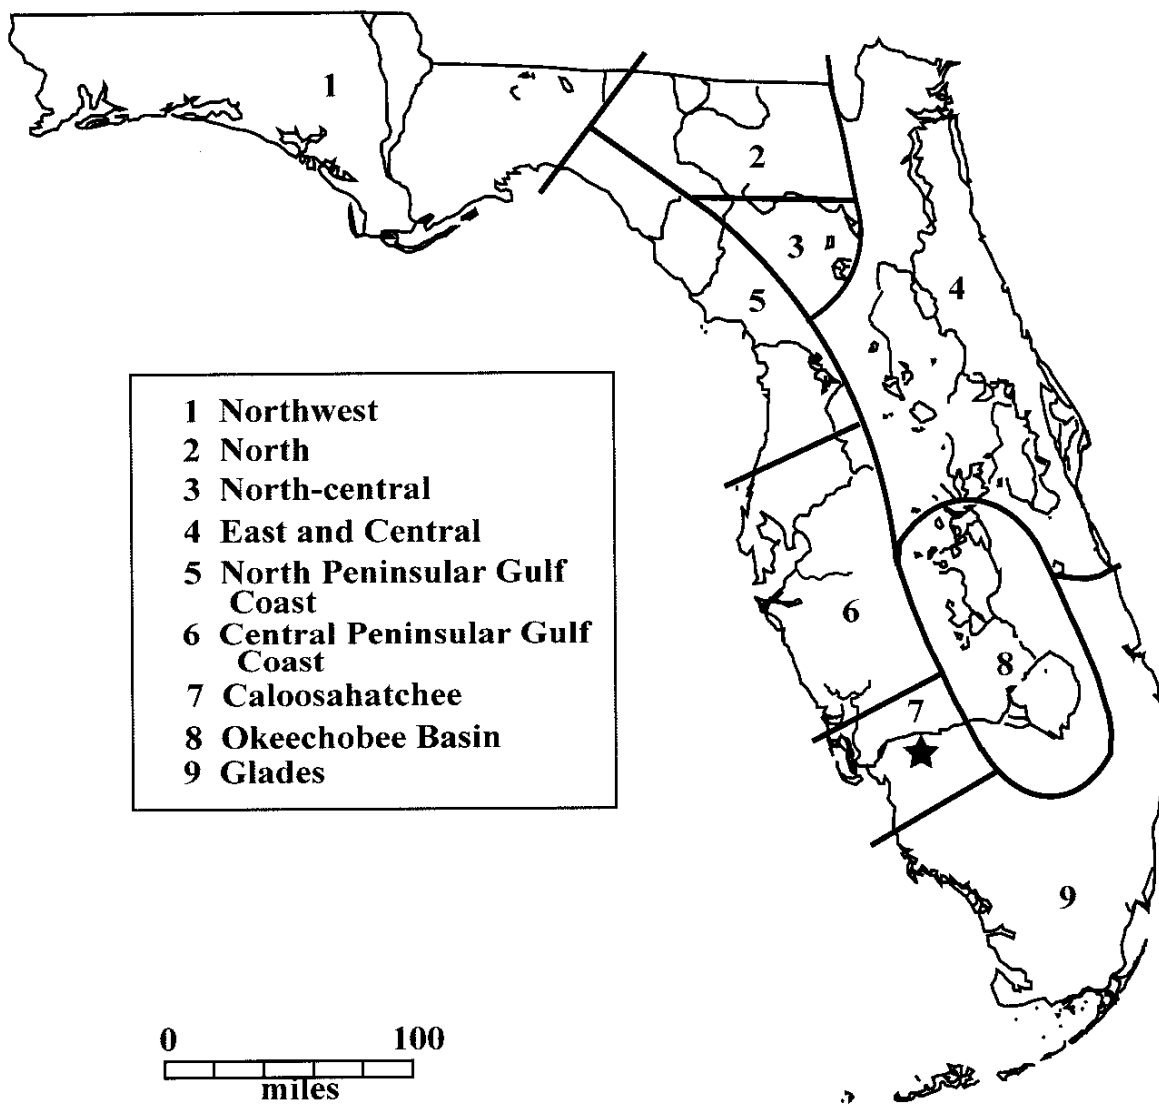 1
2
3
4
5
1 Northwest
2 North
3 North-central
4 East and Central
5 North Peninsular Gulf
Coast
6 Central Peninsular Gulf
Coast
7 Caloosahatchee
8 Okeechobee Basin
9 Glades
6
8
7
9
0 100
miles